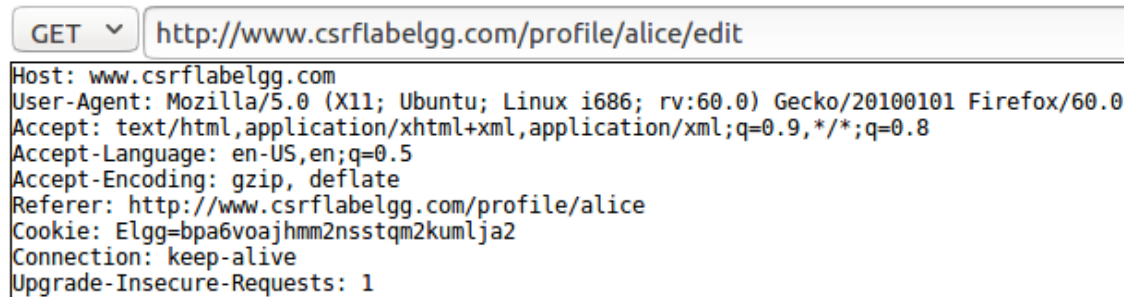 GET http://www.csrflabelgg.com/profile/alice/edit
Host: www.csrflabelgg.com
User-Agent: Mozilla/5.0 (X11; Ubuntu; Linux i686; rv:60.0) Gecko/20100101 Firefox/60.0
Accept: text/html,application/xhtml+xml,application/xml;q=0.9,*/*;q=0.8
Accept-Language: en-US,en;q=0.5
Accept-Encoding: gzip, deflate
Referer: http://www.csrflabelgg.com/profile/alice
Cookie: Elgg=bpa6voajhmm2nsstqm2kumlja2
Connection: keep-alive
Upgrade-Insecure-Requests: 1